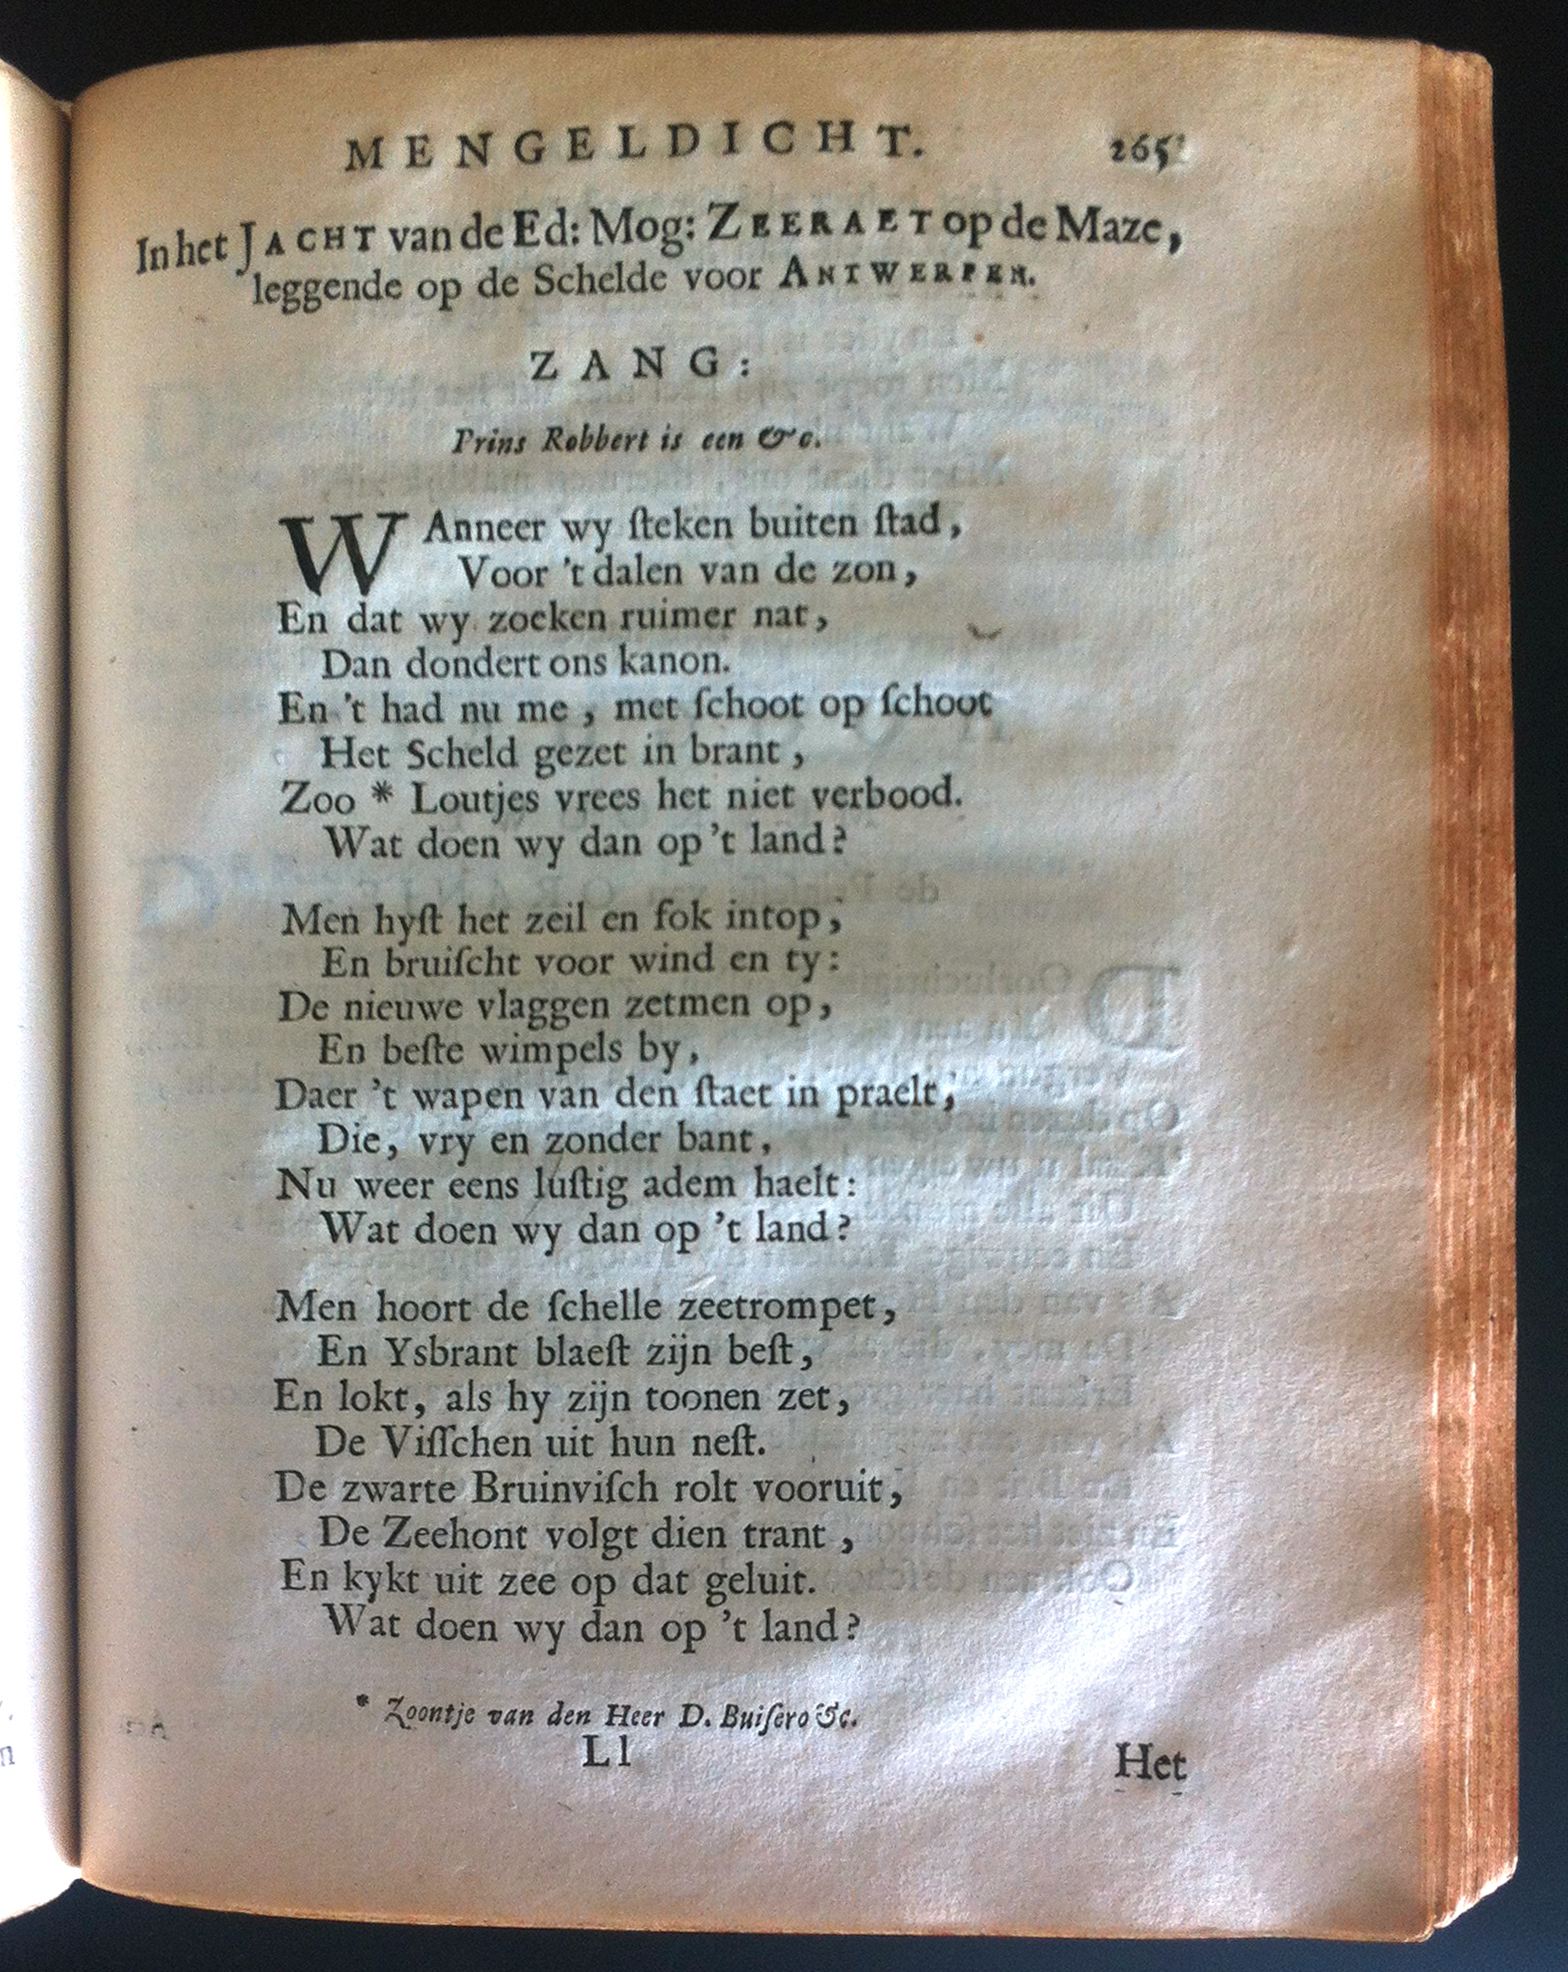 MENGELDICHT. 265
In het JACHT van de Ed: Mog: ZEERAET op de Maze,
leggende op de Schelde voor ANTWERPEN.
ZANG:
Prins Robbert is een &c.
WAnneer wy ſteken buiten ſtad,
Voor 't dalen van de zon,
En dat wy zoeken ruimer nat,
Dan dondert ons kanon.
En 't had nu me, met ſchoot op ſchoot
Het Scheld gezet in brant,
Zoo * Loutjes vrees het niet verbood.
Wat doen wy dan op 't land?
Men hyſt het zeil en fok intop,
En bruiſcht voor wind en ty:
De nieuwe vlaggen zetmen op,
En beſte wimpels by,
Daer 't wapen van den ſtaet in praelt,
Die, vry en zonder bant,
Nu weer eens luſtig adem haelt:
Wat doen wy dan op 't land?
Men hoort de ſchelle zeetrompet,
En Ysbrant blaeſt zijn beſt,
En lokt, als hy zijn toonen zet,
De Viſſchen uit hun neſt.
De zwarte Bruinviſch rolt vooruit,
De Zeehont volgt dien trant,
En kykt uit zee op dat geluit.
Wat doen wy dan op 't land?
* Zoontje van den Heer D. Buiſero &c.
Ll Het